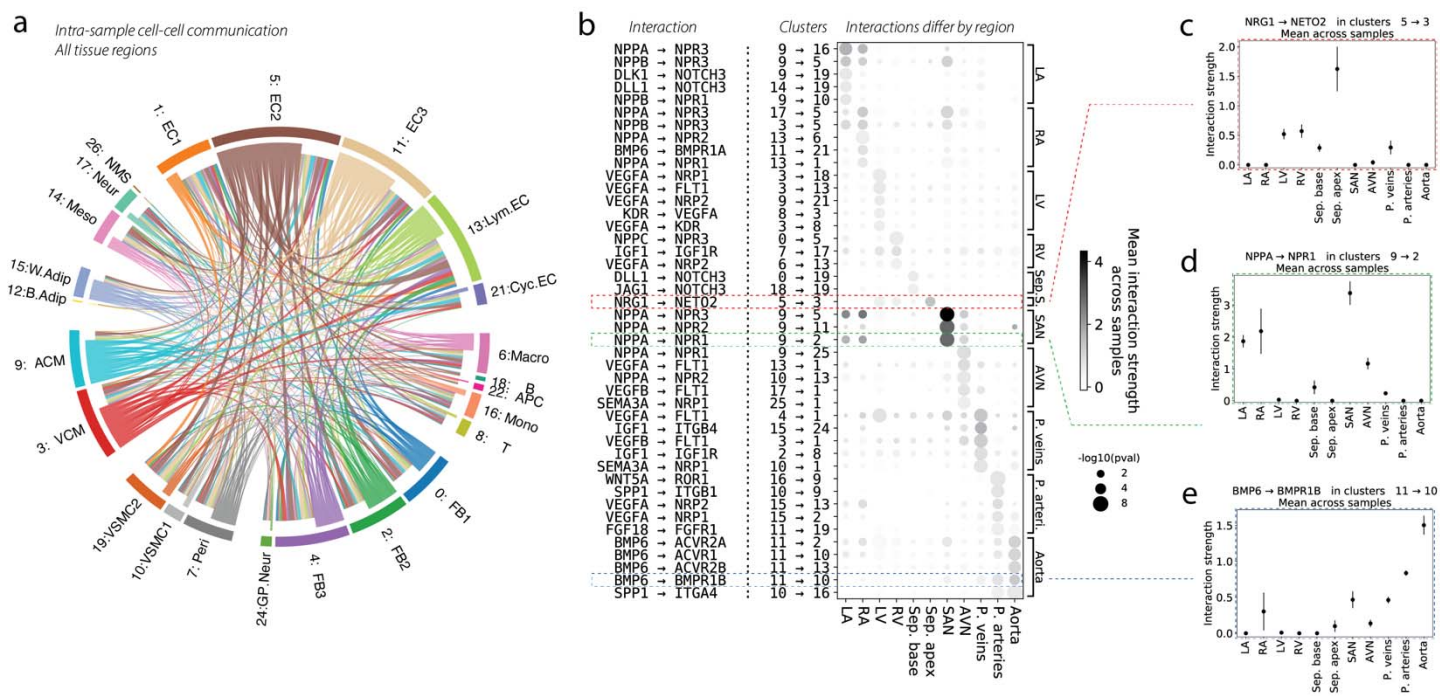 a
Intra-sample cell-cell communication
All tissue regions
1: EC1
5: EC2
11: EC3
13:Lym.EC
21:Cyc.EC
6:Macro
18: B
22: APC
16: Mono
8: T
0: FB1
2: FB2
4: FB3
24:GP.Neur
7: Peri
10:VSMC1
19:VSMC2
3: VCM
9: ACM
12:B.Adip
15:W.Adip
14: Meso
17: Neur
26: NMS
b
Interaction Clusters Interactions differ by region
NPPA → NPR3 : 9 → 16
NPPB → NPR3 : 9 → 5
DLK1 → NOTCH3 : 9 → 19
DLL1 → NOTCH3 : 14 → 19
NPPB → NPR1 : 9 → 10
NPPA → NPR3 : 17 → 5
NPPB → NPR3 : 3 → 5
NPPA → NPR2 : 13 → 6
BMP6 → BMPR1A : 11 → 21
NPPA → NPR1 : 13 → 1
VEGFA → NRP1 : 3 → 18
VEGFA → FLT1 : 3 → 13
VEGFA → NRP2 : 9 → 21
KDR → VEGFA : 8 → 3
VEGFA → KDR : 3 → 8
NPPC → NPR3 : 0 → 5
IGF1 → IGF1R : 7 → 17
VEGFA → NRP2 : 6 → 13
DLL1 → NOTCH3 : 0 → 19
JAG1 → NOTCH3 : 18 → 19
NRG1 → NETO2 : 5 → 3
NPPA → NPR3 : 9 → 5
NPPA → NPR2 : 9 → 11
NPPA → NPR1 : 9 → 2
NPPA → NPR1 : 9 → 25
VEGFA → FLT1 : 13 → 1
NPPA → NPR2 : 10 → 13
VEGFB → FLT1 : 17 → 1
SEMA3A → NRP1 : 25 → 1
VEGFA → FLT1 : 4 → 1
IGF1 → ITGB4 : 15 → 24
VEGFB → FLT1 : 3 → 1
IGF1 → IGF1R : 2 → 8
SEMA3A → NRP1 : 10 → 1
WNT5A → ROR1 : 16 → 9
SPP1 → ITGB1 : 10 → 9
VEGFA → NRP2 : 15 → 13
VEGFA → NRP1 : 15 → 2
FGF18 → FGFR1 : 11 → 19
BMP6 → ACVR2A : 11 → 2
BMP6 → ACVR1 : 11 → 10
BMP6 → ACVR2B : 11 → 13
BMP6 → BMPR1B : 11 → 10
SPP1 → ITGA4 : 10 → 16
LA
RA
LV
RV
Sep.
S.
SAN
AVN
P. veins
P. arteri.
Aorta
LA
RA
LV
RV
Sep. base
Sep. apex
SAN
AVN
P. veins
P. arteries
Aorta
4
2
0
Mean interaction strength
across samples
-log10(pval)
2
4
8
c
NRG1 → NETO2 in clusters 5 → 3
Mean across samples
Interaction strength
2.0
1.5
1.0
0.5
0.0
LA
RA
LV
RV
Sep. base
Sep. apex
SAN
AVN
P. veins
P. arteries
Aorta
d
NPPA → NPR1 in clusters 9 → 2
Mean across samples
Interaction strength
3
2
1
0
LA
RA
LV
RV
Sep. base
Sep. apex
SAN
AVN
P. veins
P. arteries
Aorta
e
BMP6 → BMPR1B in clusters 11 → 10
Mean across samples
Interaction strength
1.5
1.0
0.5
0.0
LA
RA
LV
RV
Sep. base
Sep. apex
SAN
AVN
P. veins
P. arteries
Aorta